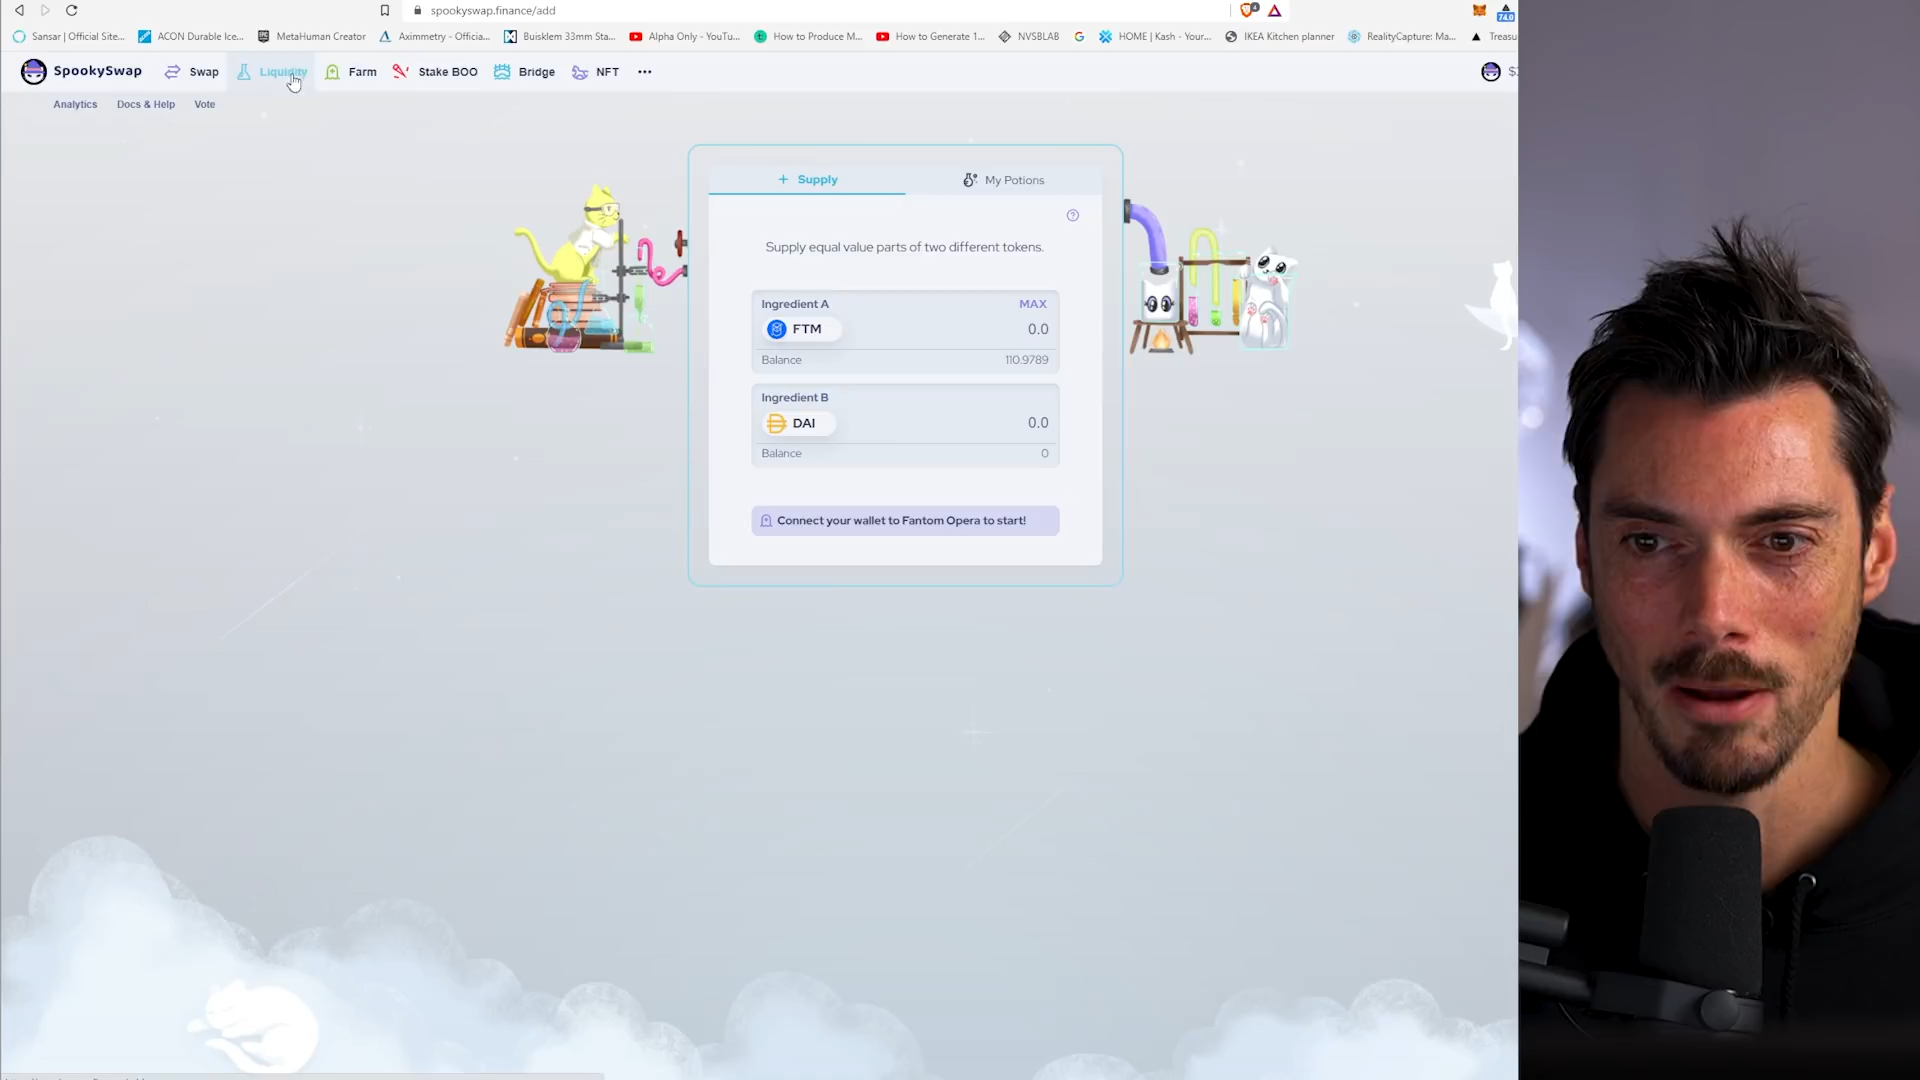 spookyswap.finance/add
4
74.0
Sansar | Official Site...
ACON Durable Ice...
MetaHuman Creator
Aximmetry - Officia...
Buisklem 33mm Sta...
Alpha Only - YouTu...
How to Produce M...
How to Generate 1...
NVSBLAB
HOME | Kash - Your...
IKEA Kitchen planner
RealityCapture: Ma...
Treasu
SpookySwap
Swap
Liquidity
Farm
Stake BOO
Bridge
NFT
...
$
Analytics
Docs & Help
Vote
+ Supply
My Potions
?
Supply equal value parts of two different tokens.
Ingredient A
MAX
FTM
0.0
Balance
110.9789
Ingredient B
DAI
0.0
Balance
0
Connect your wallet to Fantom Opera to start!